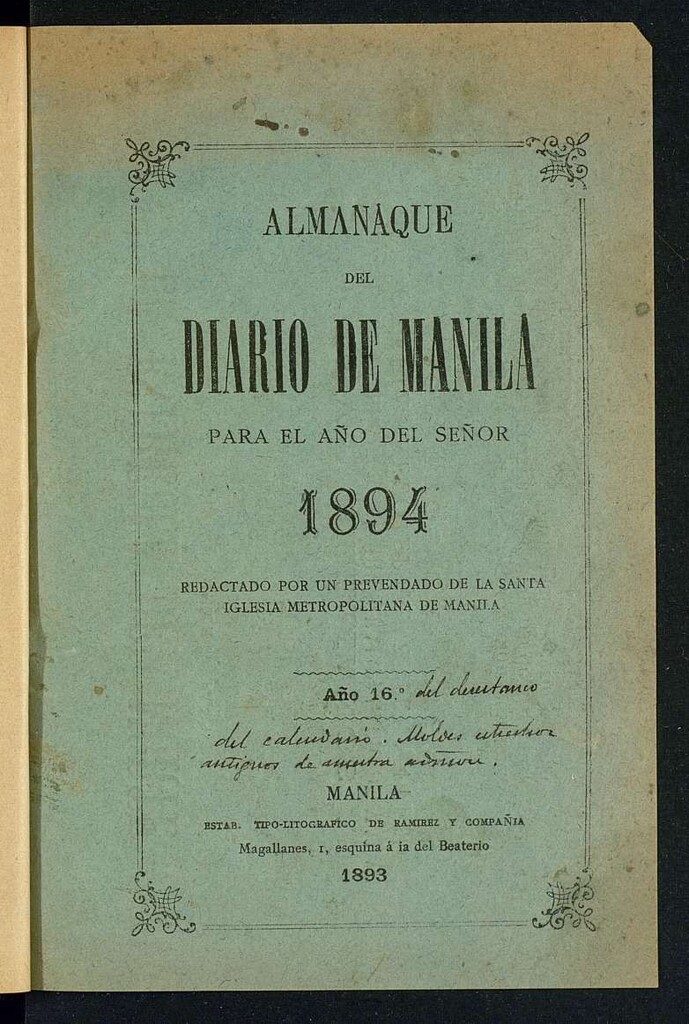 ALMANAQUE
DEL
DIARIO DE MANILA
PARA EL AÑO DEL SEÑOR
1894
REDACTADO POR UN PREVENDADO DE LA SANTA
IGLESIA METROPOLITANA DE MANILA
Año 16.º del
del calendario. Moldes
antiguos de
MANILA
ESTAB. TIPO-LITOGRAFICO DE RAMIREZ Y COMPAÑIA
Magallanes, 1, esquina á la del Beaterio
1893